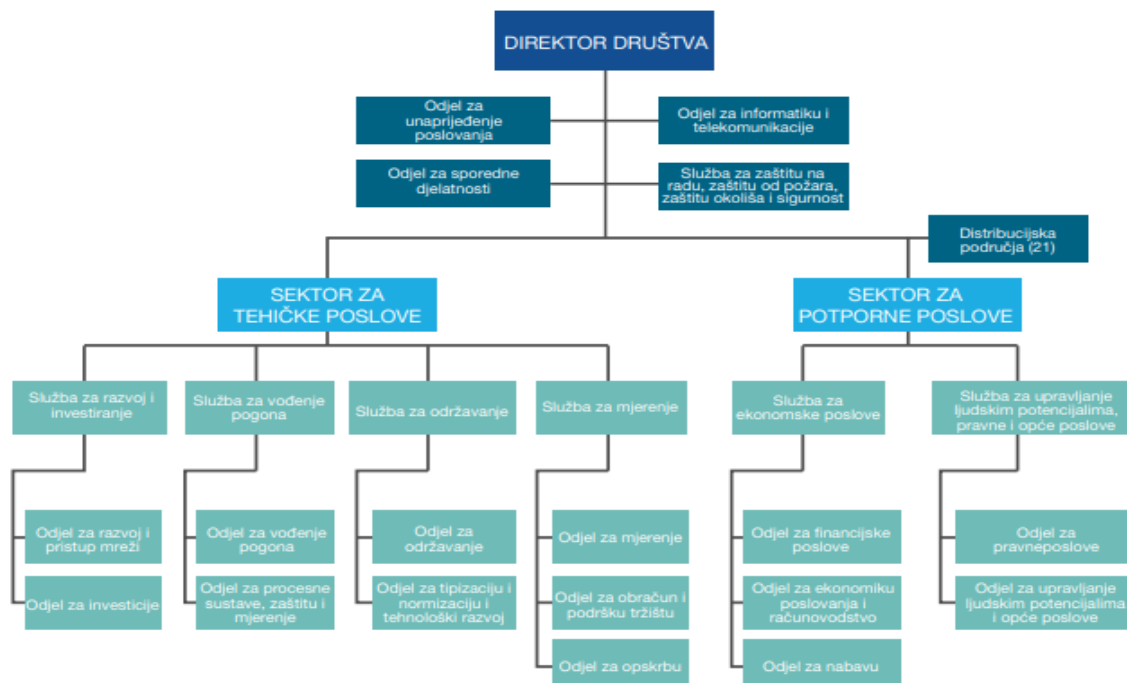 DIREKTOR DRUŠTVA
Odjel za
unaprijeđenje
poslovanja
Odjel za informatiku i
telekomunikacije
Odjel za sporedne
djelatnosti
Služba za zaštitu na
radu, zaštitu od požara,
zaštitu okoliša i sigurnost
Distribucijska
područja (21)
SEKTOR ZA
TEHIČKE POSLOVE
SEKTOR ZA
POTPORNE POSLOVE
Služba za razvoj i
investiranje
Služba za vođenje
pogona
Služba za održavanje
Služba za mjerenje
Služba za
ekonomske poslove
Služba za upravljanje
ljudskim potencijalima,
pravne i opće poslove
Odjel za razvoj i
pristup mreži
Odjel za vođenje
pogona
Odjel za
održavanje
Odjel za mjerenje
Odjel za financijske
poslove
Odjel za
pravneposlove
Odjel za investicije
Odjel za procesne
sustave, zaštitu i
mjerenje
Odjel za tipizaciju i
normizaciju i
tehnološki razvoj
Odjel za obračun i
podršku tržištu
Odjel za ekonomiku
poslovanja i
računovodstvo
Odjel za upravljanje
ljudskim potencijalima
i opće poslove
Odjel za opskrbu
Odjel za nabavu